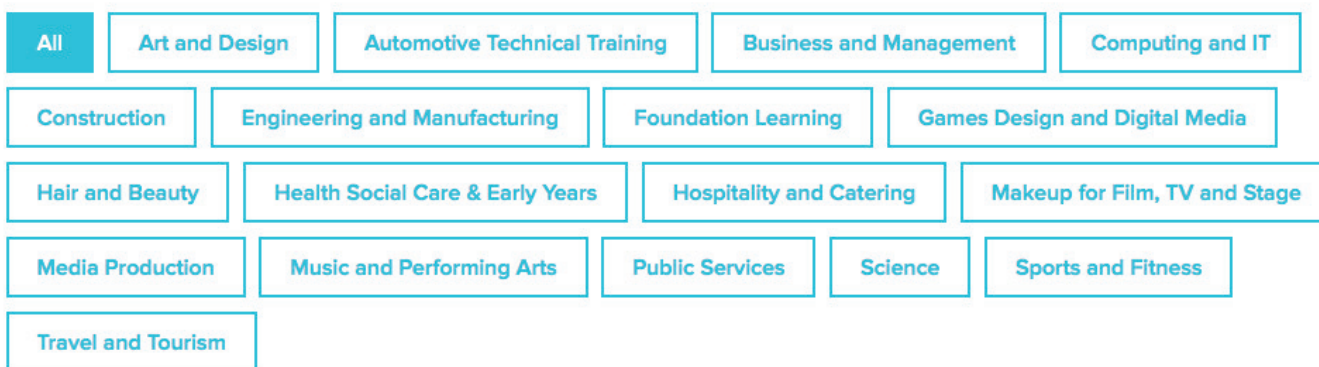 All Art and Design Automotive Technical Training Business and Management Computing and IT
Construction Engineering and Manufacturing Foundation Learning Games Design and Digital Media
Hair and Beauty Health Social Care & Early Years Hospitality and Catering Makeup for Film, TV and Stage
Media Production Music and Performing Arts Public Services Science Sports and Fitness
Travel and Tourism